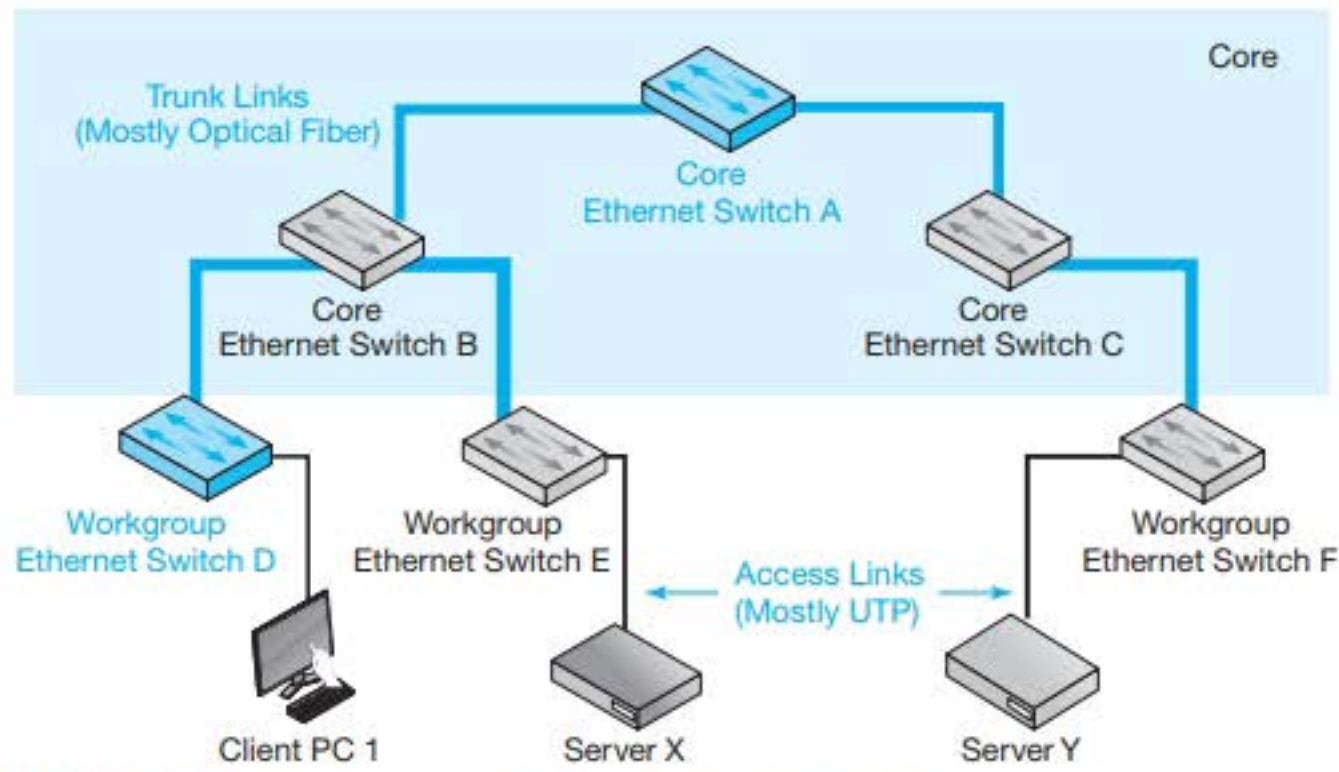 Core
Trunk Links
(Mostly Optical Fiber)
Core
Ethernet Switch A
Core
Ethernet Switch B
Core
Ethernet Switch C
Workgroup
Ethernet Switch D
Workgroup
Ethernet Switch E
Workgroup
Ethernet Switch F
Access Links
(Mostly UTP)
Client PC 1
Server X
Server Y